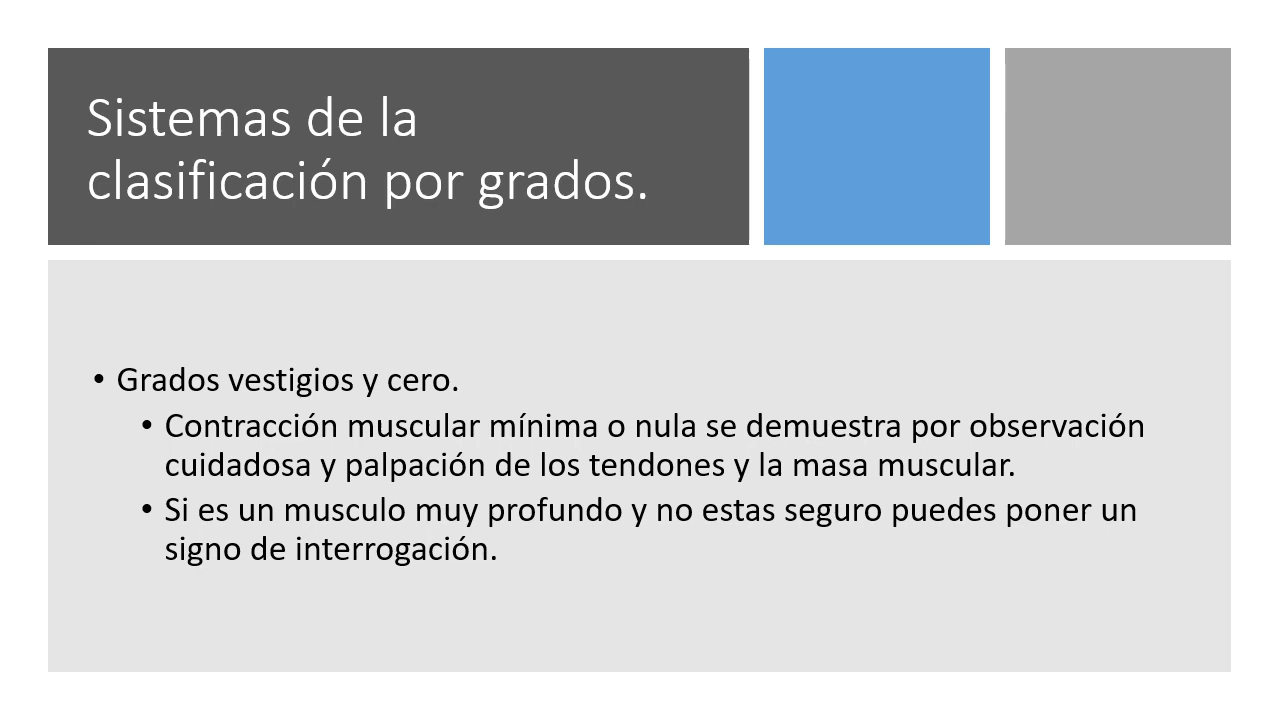 Sistemas de la
clasificación por grados.
• Grados vestigios y cero.
• Contracción muscular mínima o nula se demuestra por observación
cuidadosa y palpación de los tendones y la masa muscular.
• Si es un musculo muy profundo y no estas seguro puedes poner un
signo de interrogación.